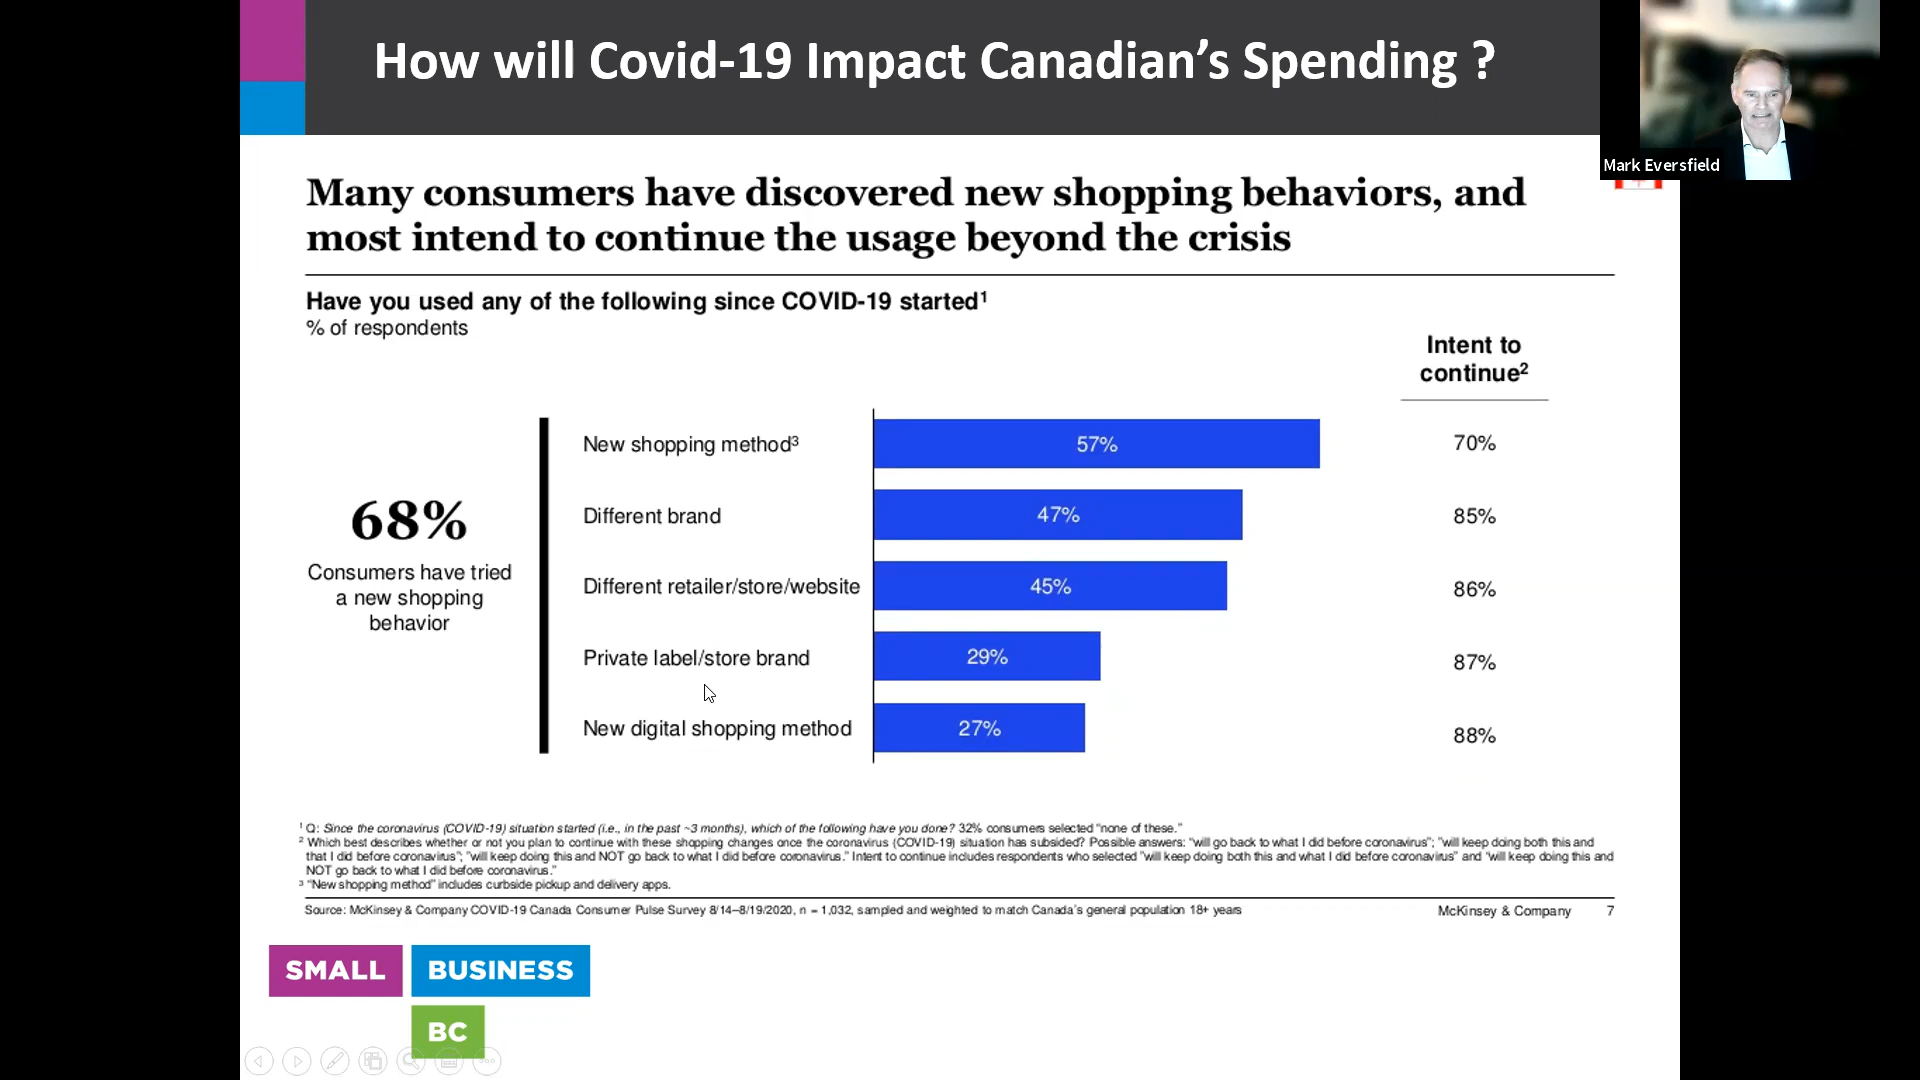 How will Covid-19 Impact Canadian’s Spending ?
Mark Eversfield
Many consumers have discovered new shopping behaviors, and
most intend to continue the usage beyond the crisis
Have you used any of the following since COVID-19 started¹
% of respondents
Intent to
continue²
68%
Consumers have tried
a new shopping
behavior
New shopping method³ 57% 70%
Different brand 47% 85%
Different retailer/store/website 45% 86%
Private label/store brand 29% 87%
New digital shopping method 27% 88%
¹ Q: Since the coronavirus (COVID-19) situation started (i.e., in the past ~3 months), which of the following have you done? 32% consumers selected “none of these.”
² Which best describes whether or not you plan to continue with these shopping changes once the coronavirus (COVID-19) situation has subsided? Possible answers: “will go back to what I did before coronavirus”; “will keep doing both this and
that I did before coronavirus”; “will keep doing this and NOT go back to what I did before coronavirus.” Intent to continue includes respondents who selected “will keep doing both this and what I did before coronavirus” and “will keep doing this and
NOT go back to what I did before coronavirus.”
³ “New shopping method” includes curbside pickup and delivery apps.
Source: McKinsey & Company COVID-19 Canada Consumer Pulse Survey 8/14–8/19/2020, n = 1,032, sampled and weighted to match Canada’s general population 18+ years
McKinsey & Company 7
SMALL BUSINESS
BC